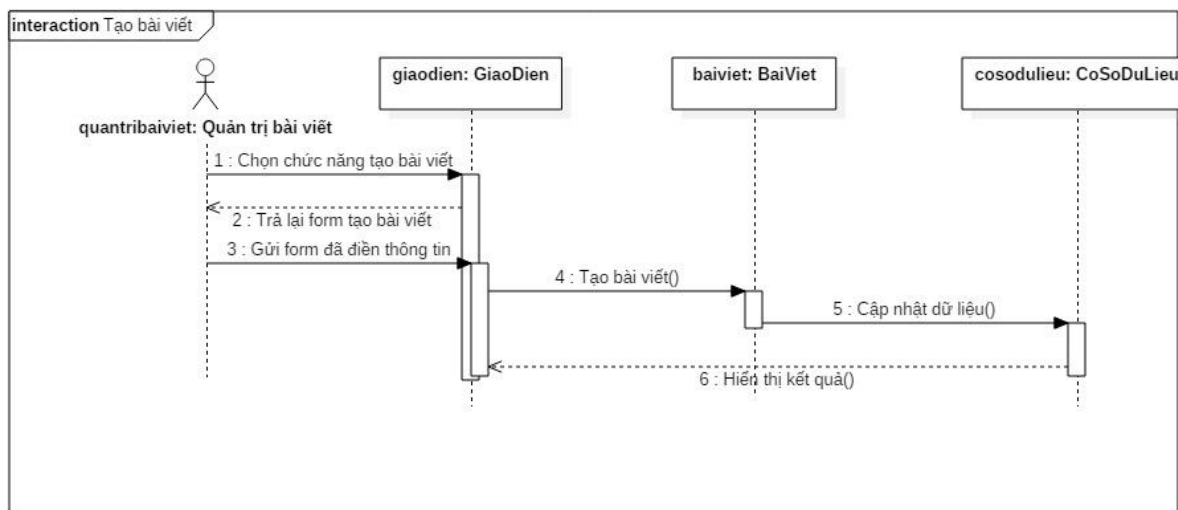 interaction Tạo bài viết
giaodien: GiaoDien
baiviet: BaiViet
cosodulieu: CoSoDuLieu
quantribaiviet: Quản trị bài viết
1 : Chọn chức năng tạo bài viết
2 : Trả lại form tạo bài viết
3 : Gửi form đã điền thông tin
4 : Tạo bài viết()
5 : Cập nhật dữ liệu()
6 : Hiển thị kết quả()